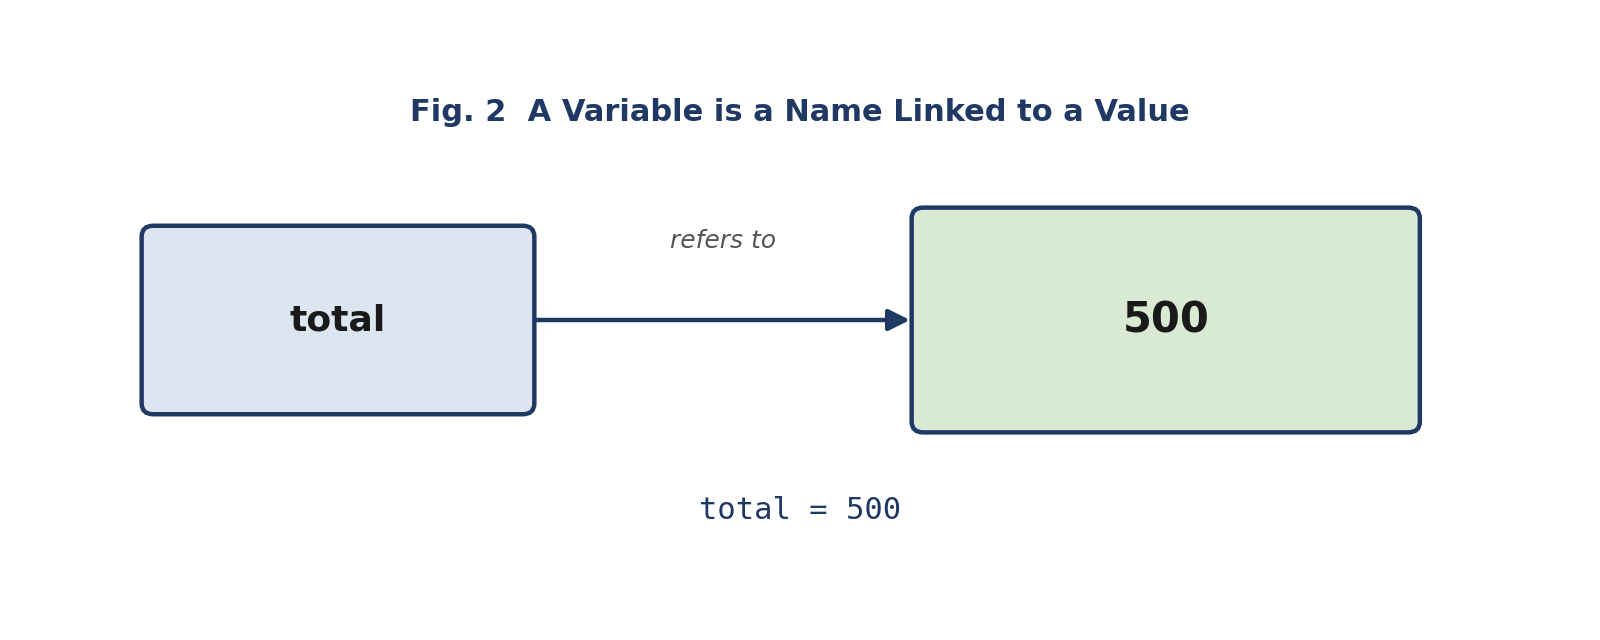 Fig. 2  A Variable is a Name Linked to a Value
refers to
total
500
total = 500